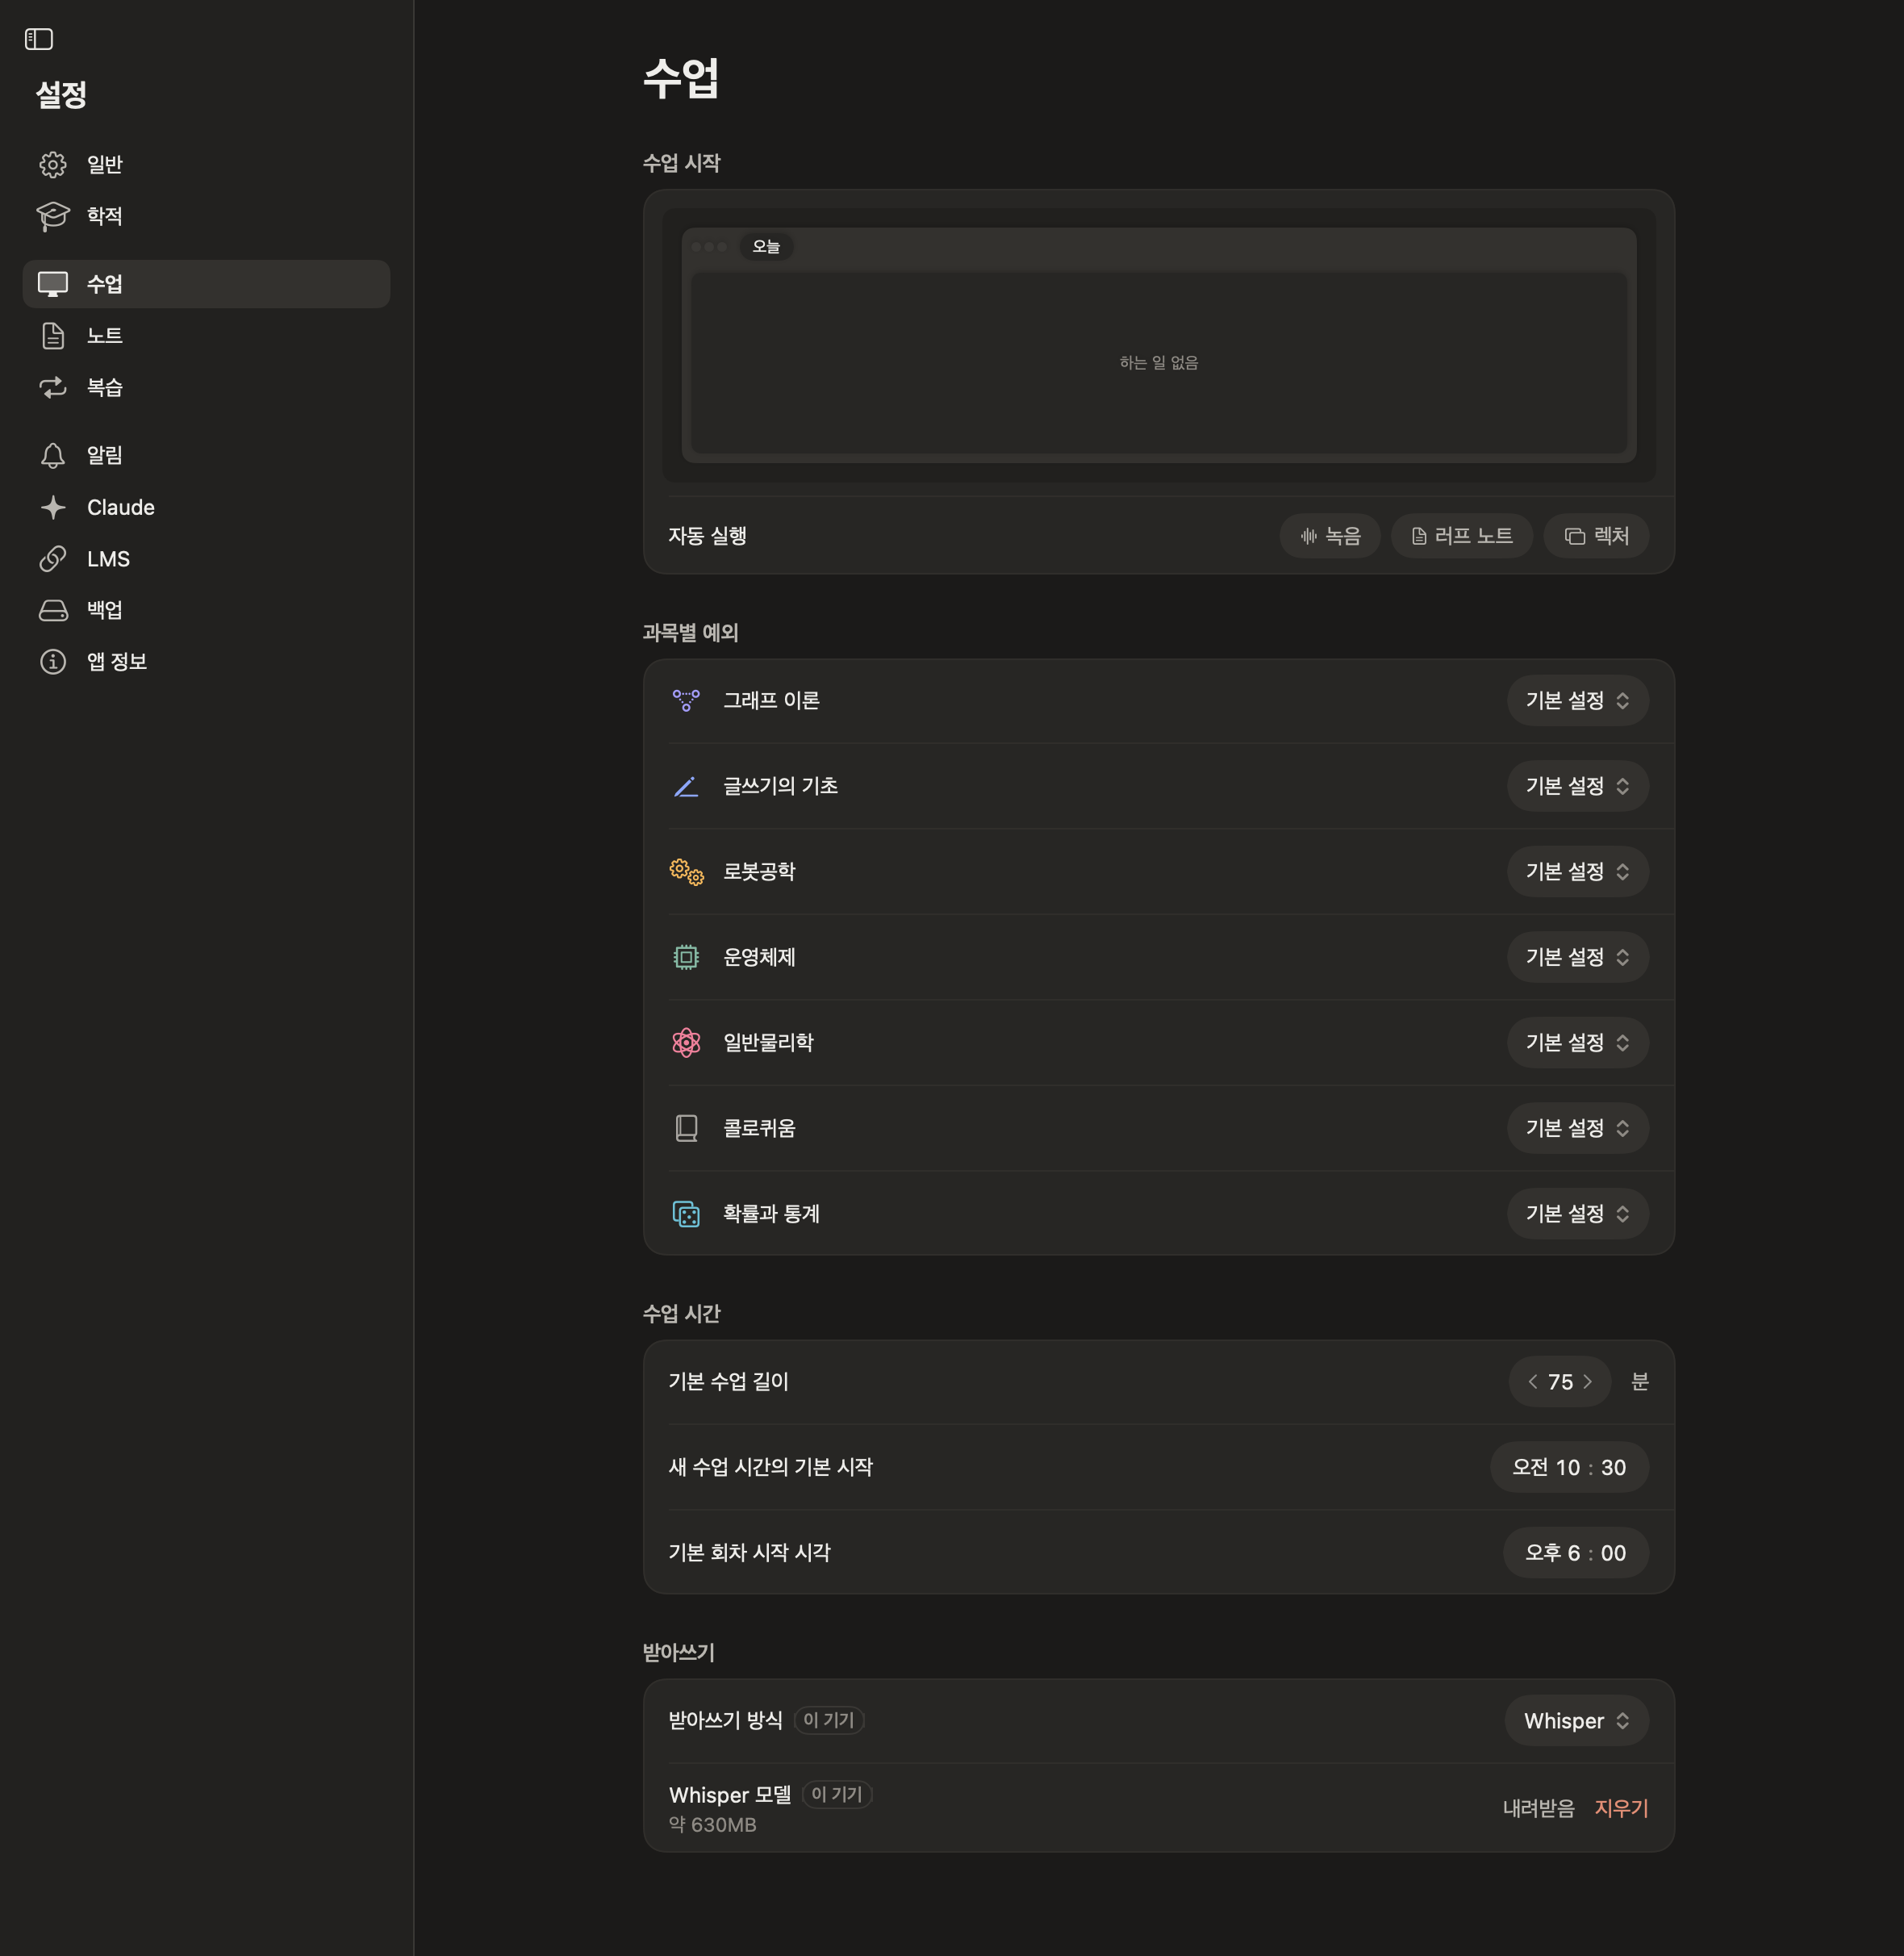 설정
일반
학적
수업
노트
복습
알림
Claude
LMS
백업
앱 정보
수업
수업 시작
오늘
하는 일 없음
자동 실행
녹음
러프 노트
렉처
과목별 예외
그래프 이론
기본 설정
글쓰기의 기초
기본 설정
로봇공학
기본 설정
운영체제
기본 설정
일반물리학
기본 설정
콜로퀴움
기본 설정
확률과 통계
기본 설정
수업 시간
기본 수업 길이
75
분
새 수업 시간의 기본 시작
오전 10 : 30
기본 회차 시작 시각
오후 6 : 00
받아쓰기
받아쓰기 방식
이 기기
Whisper
Whisper 모델
이 기기
약 630MB
내려받음
지우기